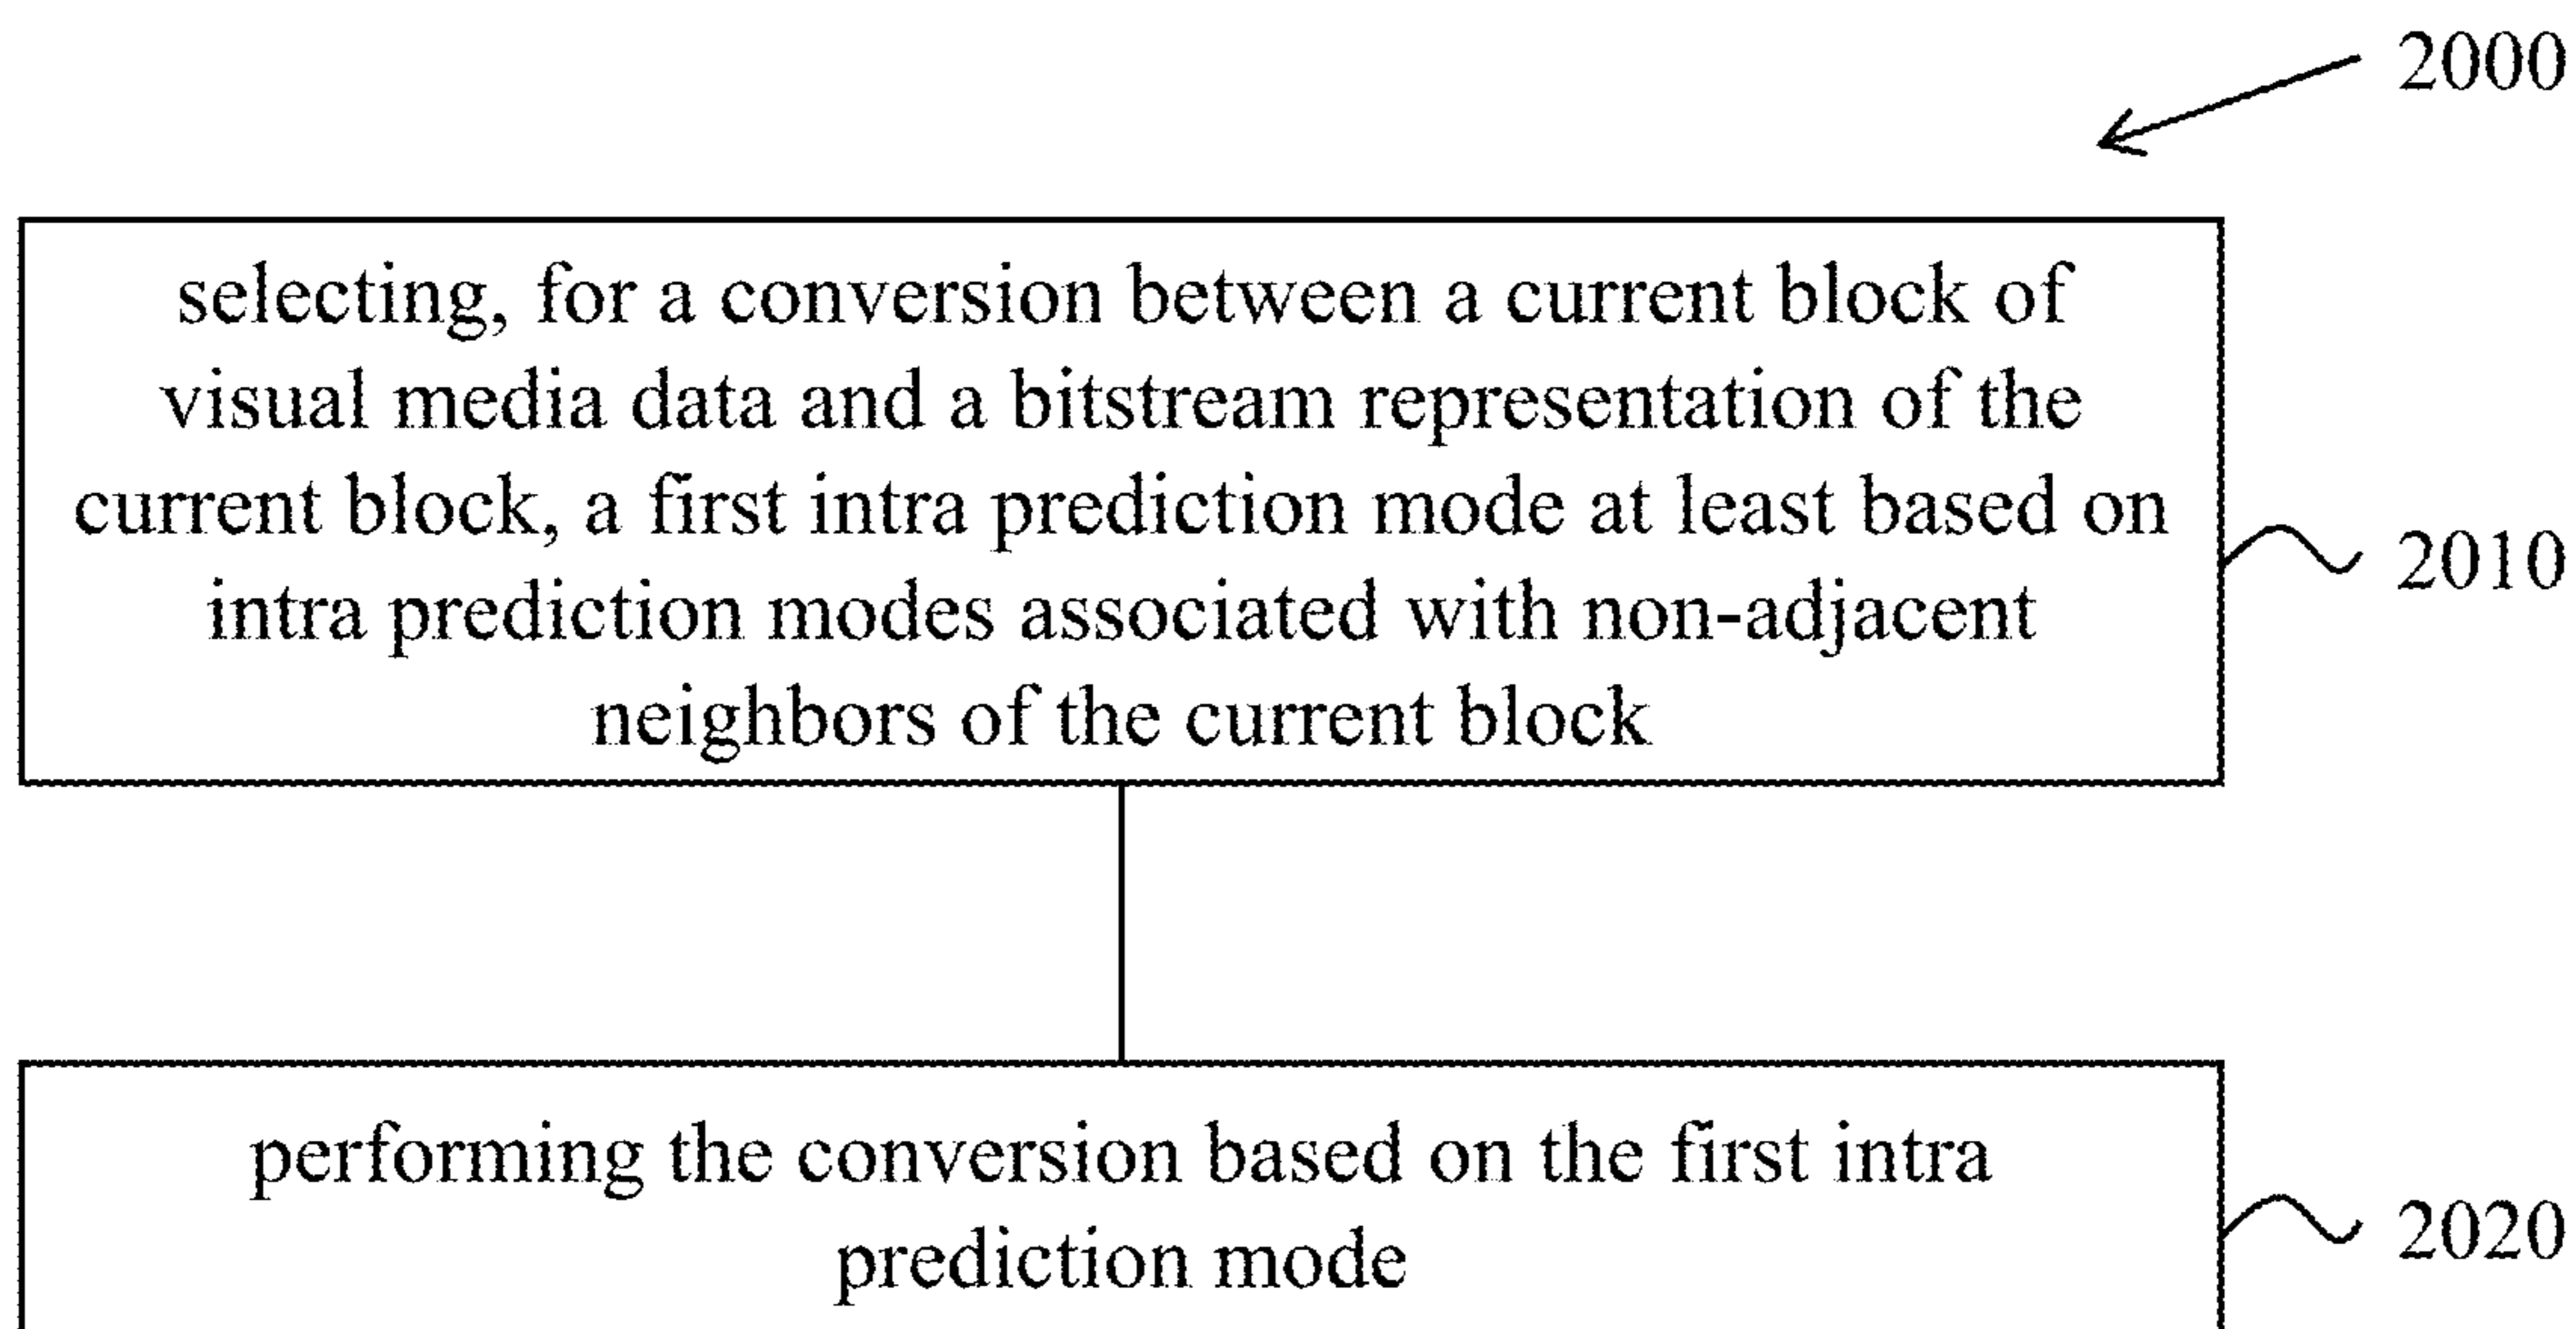 2000
selecting, for a conversion between a current block of
visual media data and a bitstream representation of the
current block, a first intra prediction mode at least based on
intra prediction modes associated with non-adjacent
neighbors of the current block
2010
performing the conversion based on the first intra
prediction mode
2020